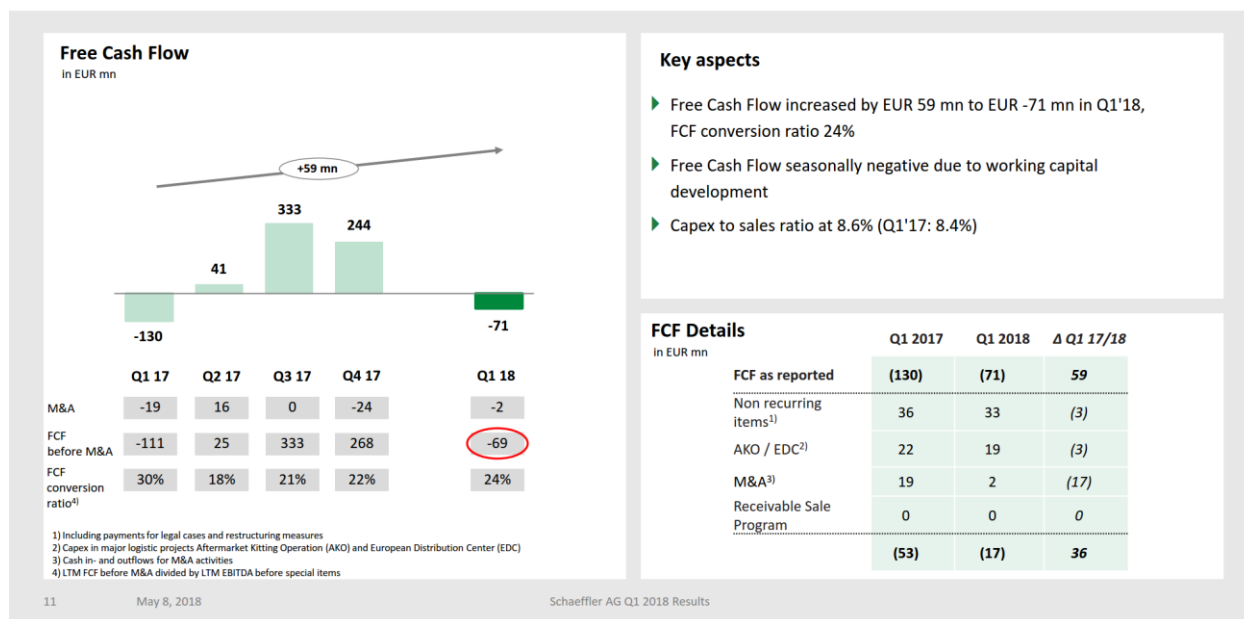 Free Cash Flow
in EUR mn
+59 mn
333
244
41
-130
-71
Q1 17 Q2 17 Q3 17 Q4 17 Q1 18
M&A -19 16 0 -24 -2
FCF
before M&A -111 25 333 268 -69
FCF
conversion
ratio4) 30% 18% 21% 22% 24%
1) Including payments for legal cases and restructuring measures
2) Capex in major logistic projects Aftermarket Kitting Operation (AKO) and European Distribution Center (EDC)
3) Cash in- and outflows for M&A activities
4) LTM FCF before M&A divided by LTM EBITDA before special items
Key aspects
Free Cash Flow increased by EUR 59 mn to EUR -71 mn in Q1'18,
FCF conversion ratio 24%
Free Cash Flow seasonally negative due to working capital
development
Capex to sales ratio at 8.6% (Q1'17: 8.4%)
FCF Details
in EUR mn
Q1 2017 Q1 2018 Δ Q1 17/18
FCF as reported (130) (71) 59
Non recurring
items1) 36 33 (3)
AKO / EDC2) 22 19 (3)
M&A3) 19 2 (17)
Receivable Sale
Program 0 0 0
(53) (17) 36
11 May 8, 2018 Schaeffler AG Q1 2018 Results